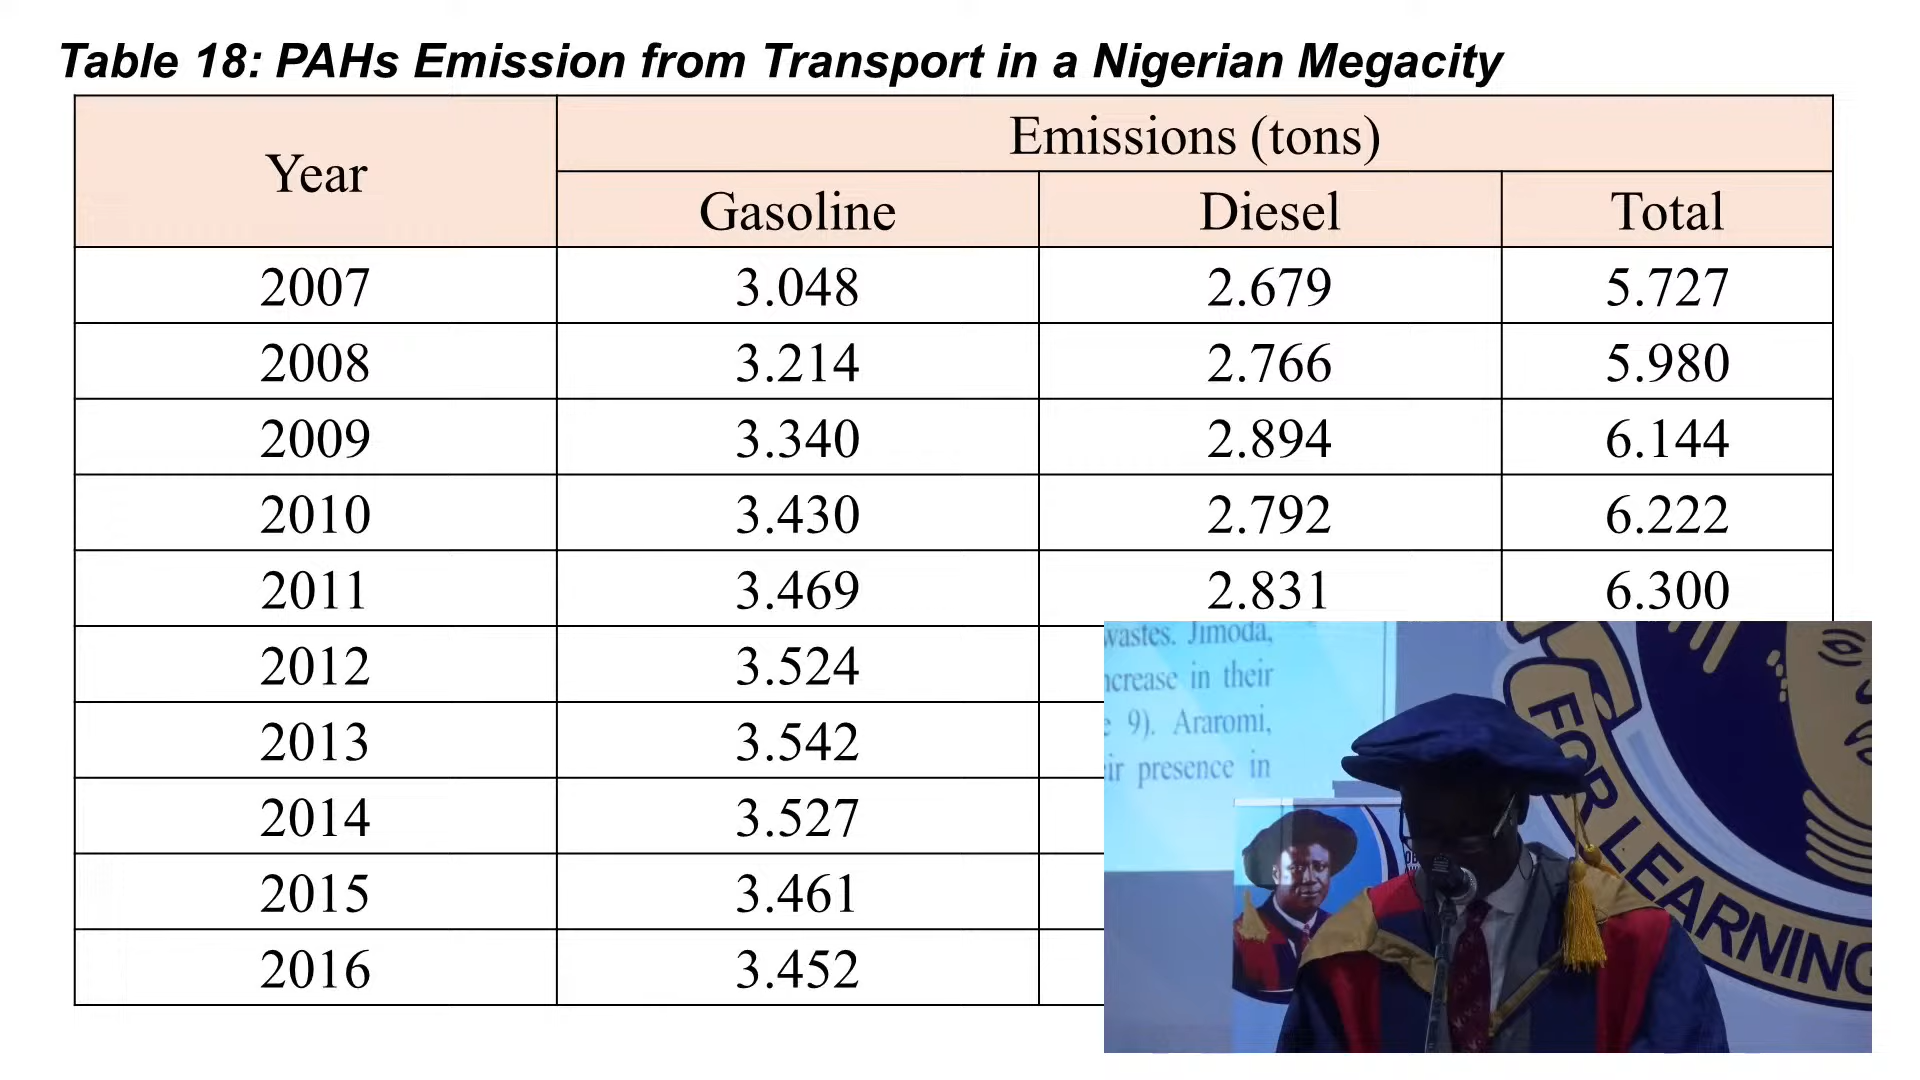 Table 18: PAHs Emission from Transport in a Nigerian Megacity
Year
Emissions (tons)
Gasoline Diesel Total
2007 3.048 2.679 5.727
2008 3.214 2.766 5.980
2009 3.340 2.894 6.144
2010 3.430 2.792 6.222
2011 3.469 2.831 6.300
2012 3.524
2013 3.542
2014 3.527
2015 3.461
2016 3.452
wastes. Jimoda,
increase in their
9). Araromi,
presence in
FOR LEARNING